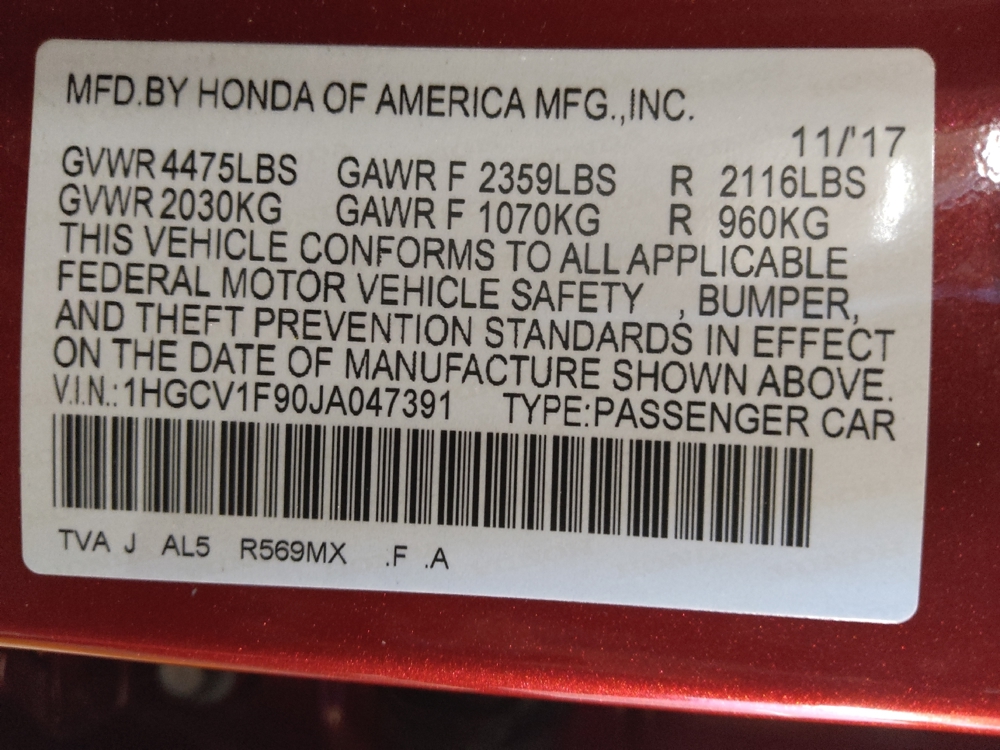 MFD.BY HONDA OF AMERICA MFG.,INC.
11/'17
GVWR 4475LBS GAWR F 2359LBS R 2116LBS
GVWR 2030KG GAWR F 1070KG R 960KG
THIS VEHICLE CONFORMS TO ALL APPLICABLE
FEDERAL MOTOR VEHICLE SAFETY , BUMPER,
AND THEFT PREVENTION STANDARDS IN EFFECT
ON THE DATE OF MANUFACTURE SHOWN ABOVE.
V.I.N.:1HGCV1F90JA047391 TYPE:PASSENGER CAR
TVA J AL5 R569MX .F .A